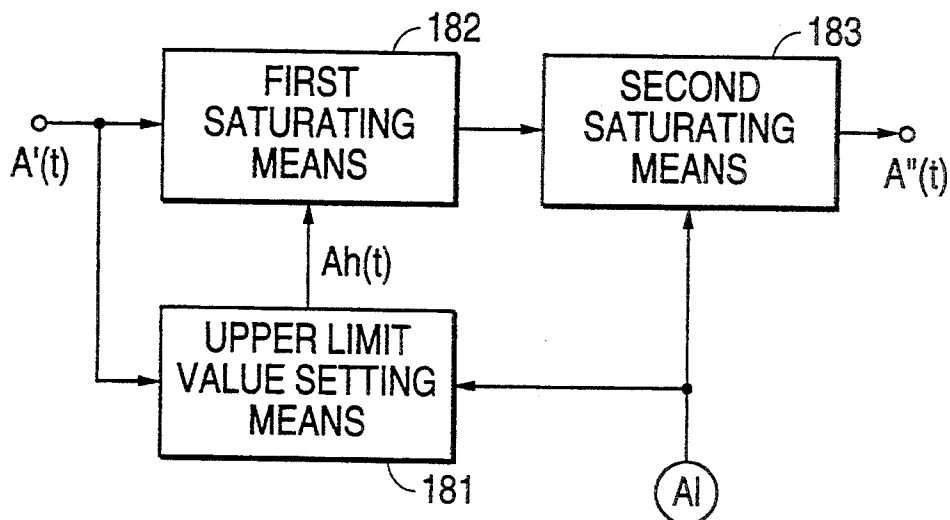 182
183
FIRST
SATURATING
MEANS
SECOND
SATURATING
MEANS
A'(t)
A"(t)
Ah(t)
UPPER LIMIT
VALUE SETTING
MEANS
181
Al